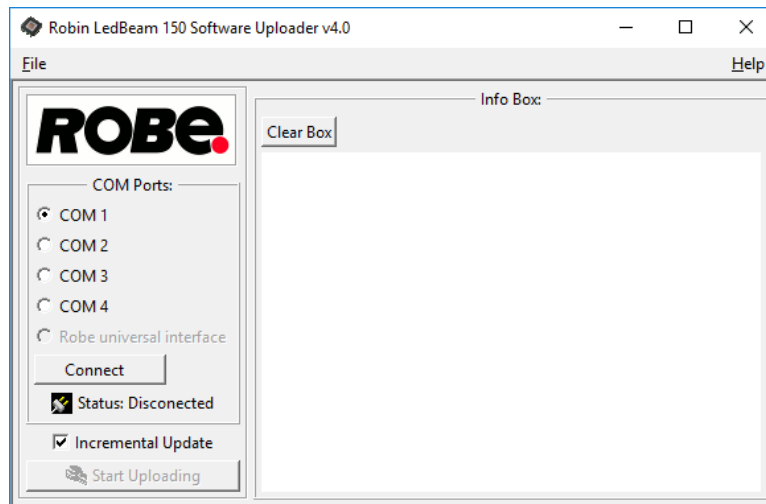 Robin LedBeam 150 Software Uploader v4.0
File
Help
ROBE.
COM Ports:
COM 1
COM 2
COM 3
COM 4
Robe universal interface
Connect
Status: Disconected
Incremental Update
Start Uploading
Info Box:
Clear Box